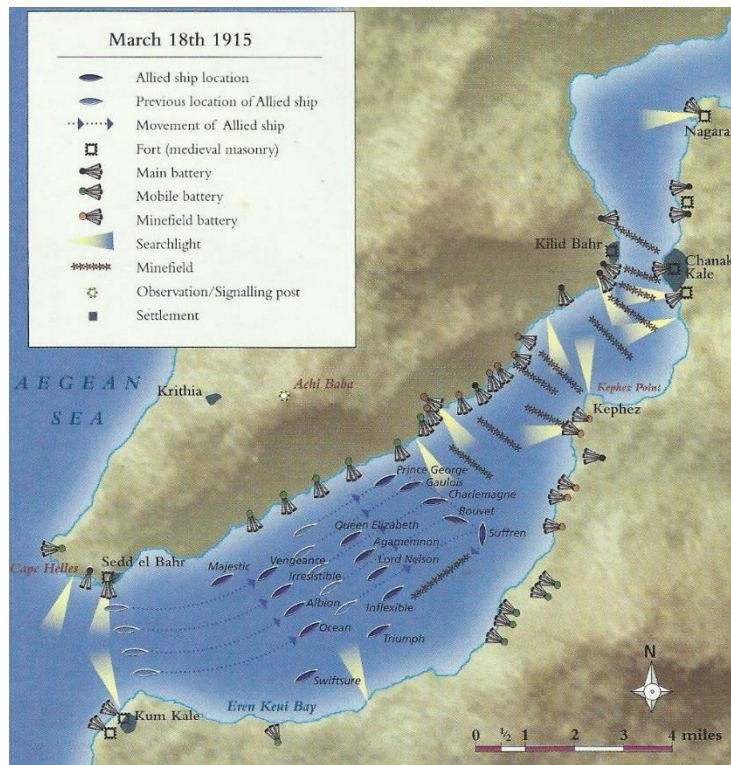 March 18th 1915
Allied ship location
Previous location of Allied ship
Movement of Allied ship
Fort (medieval masonry)
Main battery
Mobile battery
Minefield battery
Searchlight
Minefield
Observation/Signalling post
Settlement
Nagara
Kilid Bahr
Chanak
Kale
AEGEAN
SEA
Krithia
Achi Baba
Kephez Point
Kephez
Prince George
Gaulois
Charlemagne
Bouvet
Suffren
Queen Elizabeth
Agamemnon
Lord Nelson
Majestic
Vengeance
Irresistible
Inflexible
Albion
Ocean
Triumph
Swiftsure
Cape Helles
Sedd el Bahr
Kum Kale
Eren Keui Bay
N
0 ½ 1 2 3 4 miles